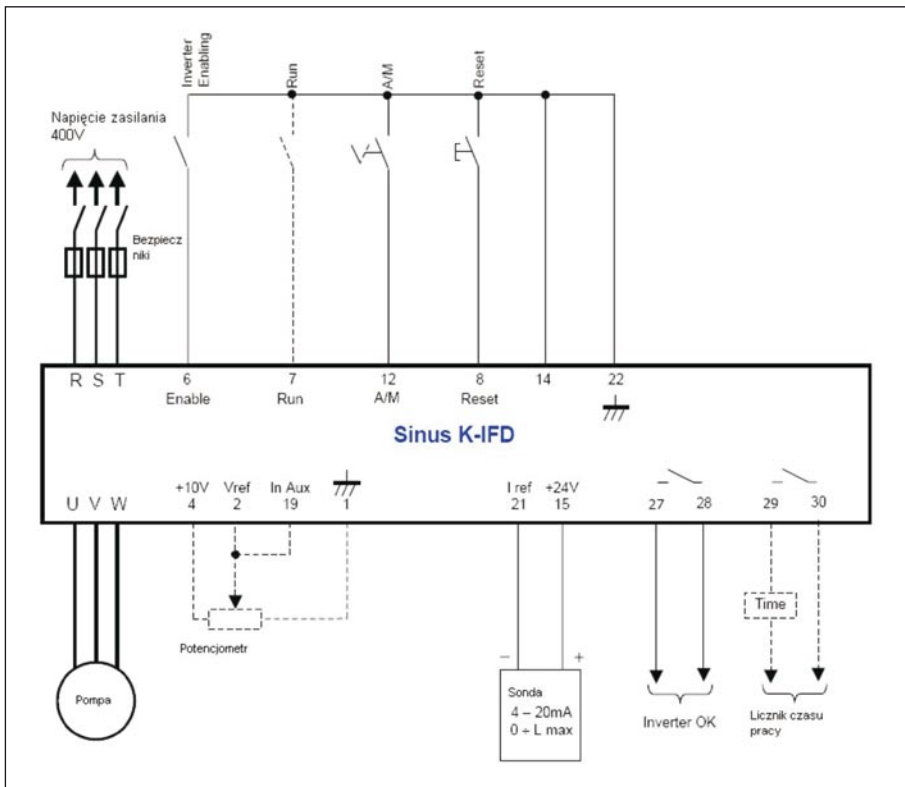 Inverter
Enabling
Run
A/M
Reset
Napięcie zasilania
400V
Bezpiecz
niki
R S T
6
7
12
8
14
22
Enable
Run
A/M
Reset
Sinus K-IFD
+10V
Vref
In Aux
I ref
+24V
U V W
4
2
19
1
21
15
27
28
29
30
Time
Potencjometr
Pompa
– +
Sonda
4 – 20mA
0 ÷ L max
Inverter OK
Licznik czasu
pracy